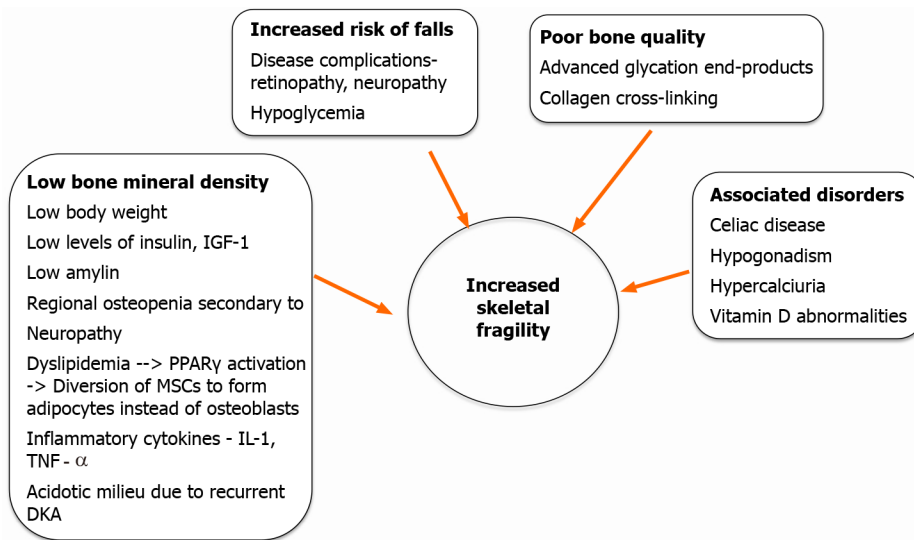 Increased risk of falls
Disease complications-
retinopathy, neuropathy
Hypoglycemia
Poor bone quality
Advanced glycation end-products
Collagen cross-linking
Low bone mineral density
Low body weight
Low levels of insulin, IGF-1
Low amylin
Regional osteopenia secondary to
Neuropathy
Dyslipidemia --> PPARγ activation
-> Diversion of MSCs to form
adipocytes instead of osteoblasts
Inflammatory cytokines - IL-1,
TNF - α
Acidotic milieu due to recurrent
DKA
Increased
skeletal
fragility
Associated disorders
Celiac disease
Hypogonadism
Hypercalciuria
Vitamin D abnormalities